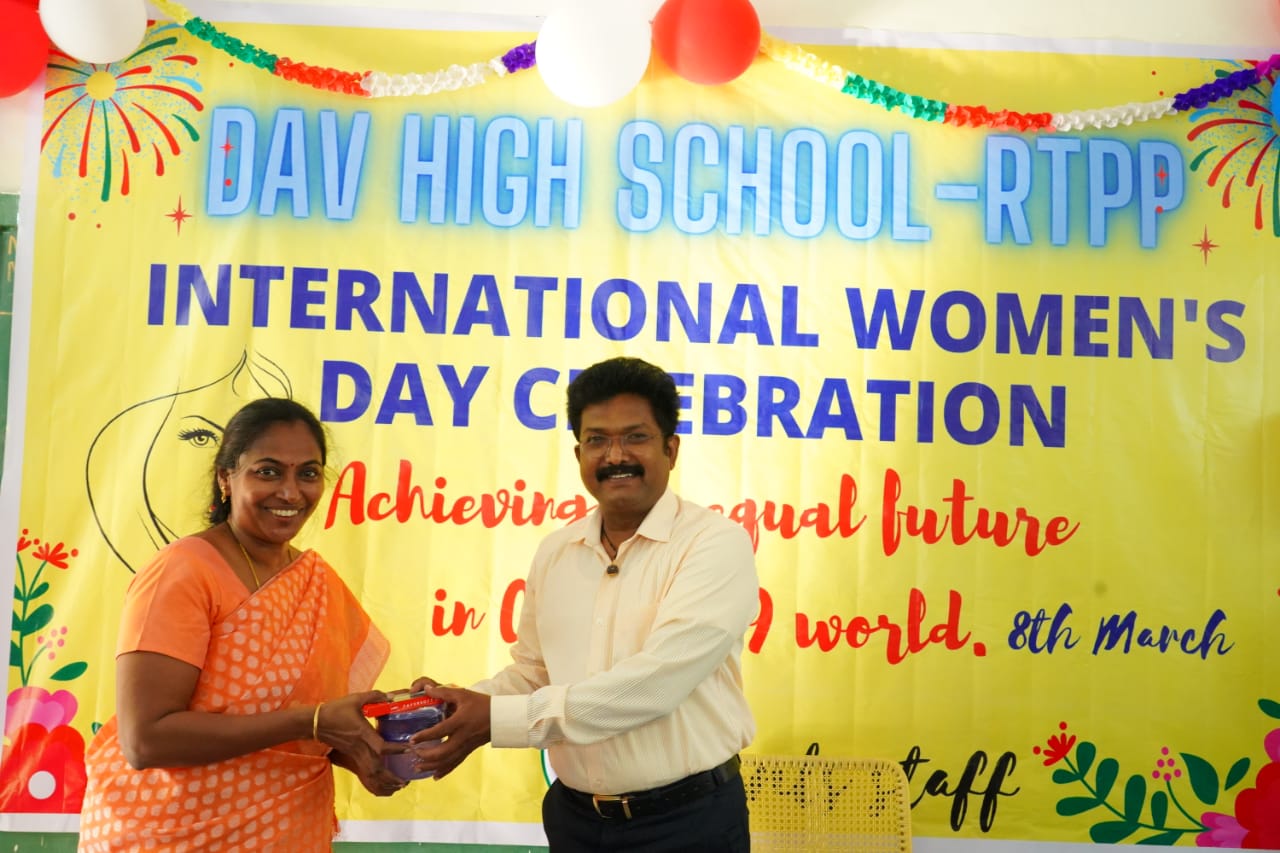 DAV HIGH SCHOOL-RTPP
INTERNATIONAL WOMEN'S
DAY CELEBRATION
Achieving equal future
in world. 8th March
staff